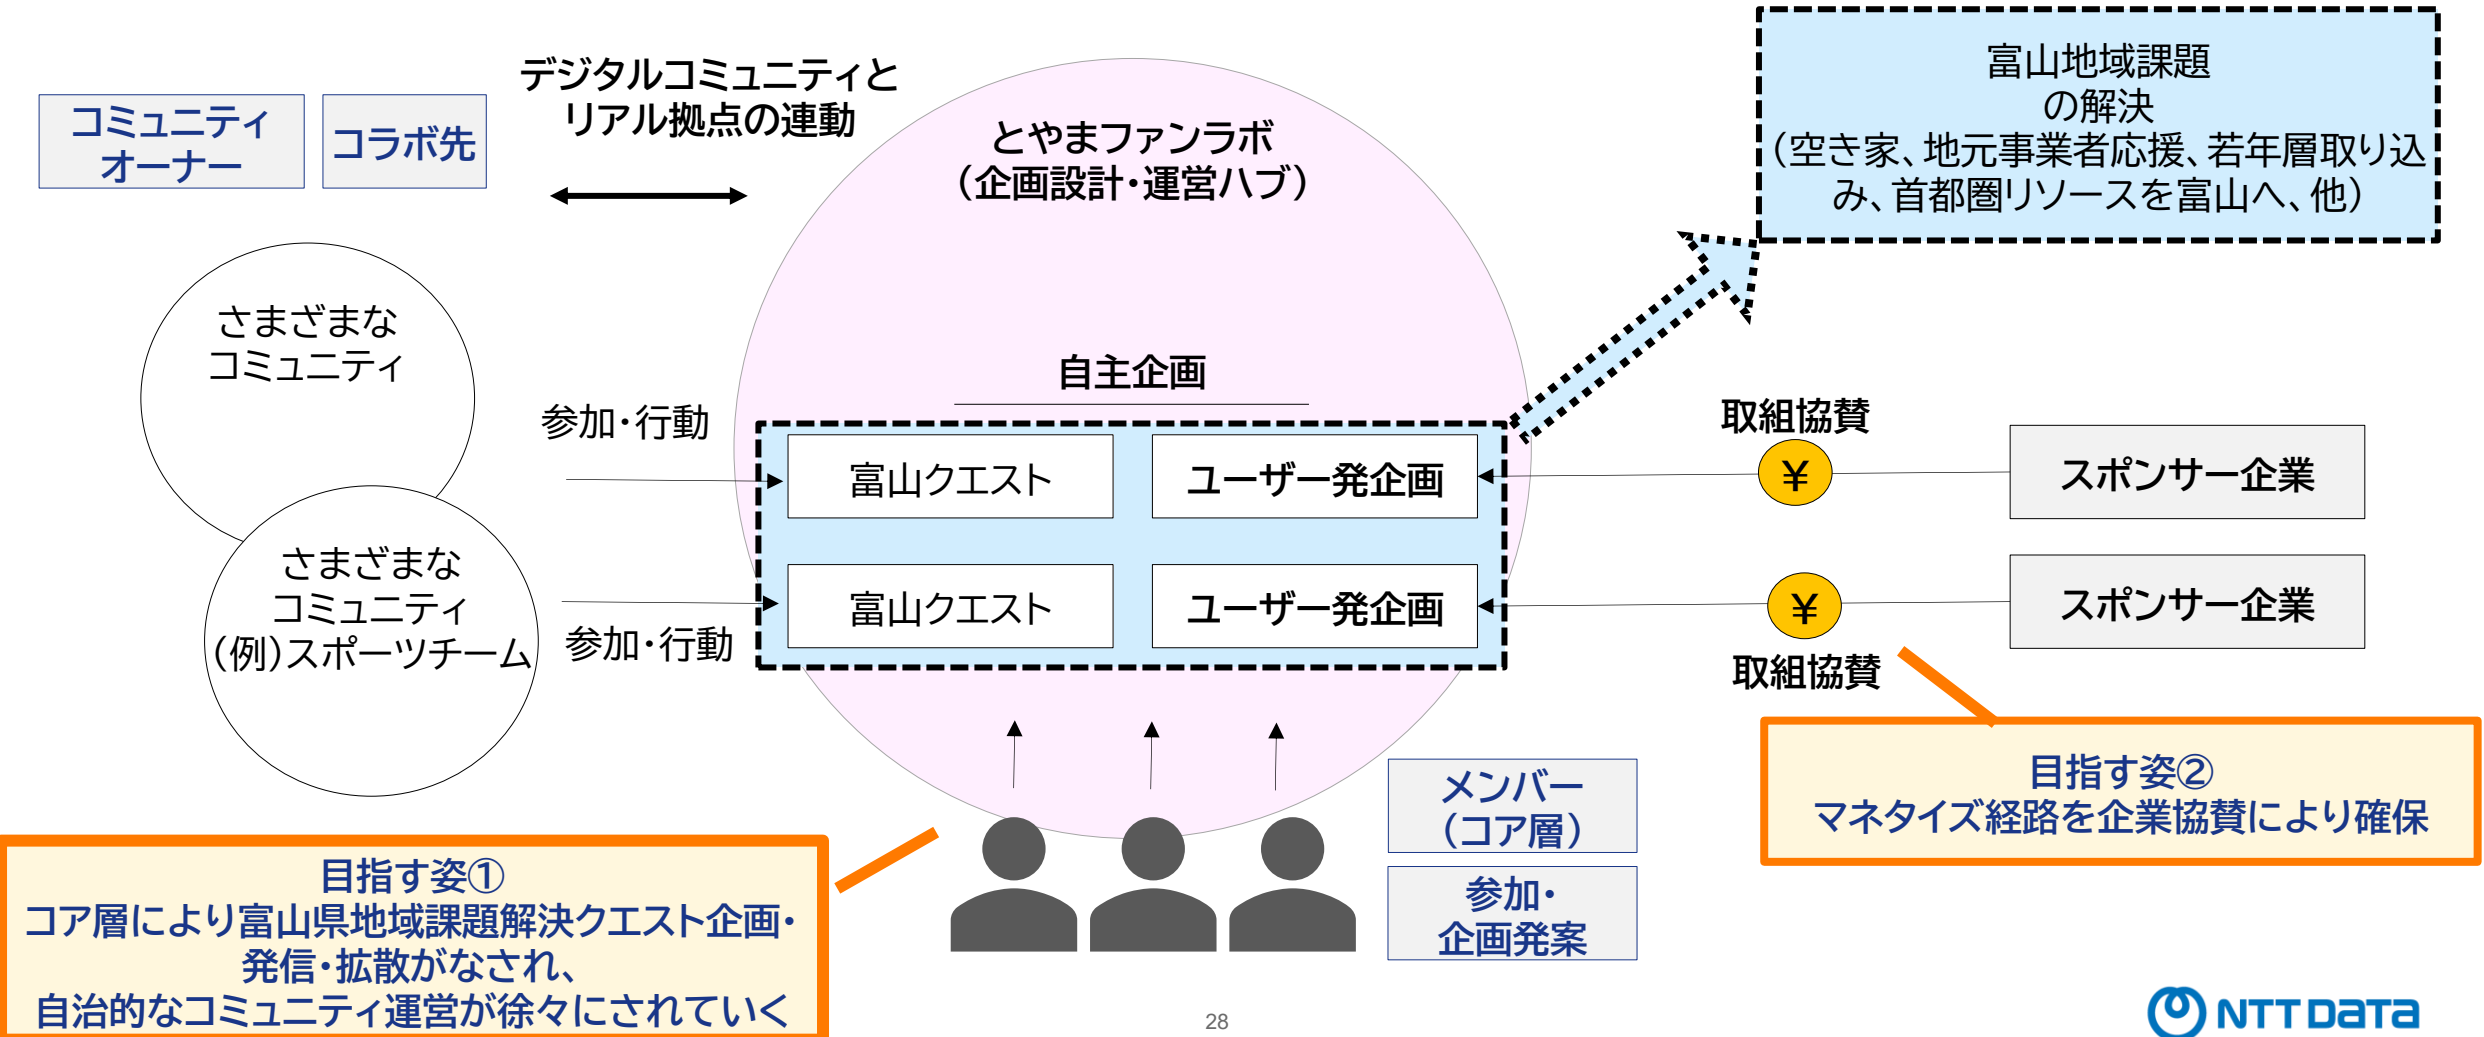 デジタルコミュニティと
リアル拠点の連動
コミュニティ
オーナー
コラボ先
とやまファンラボ
（企画設計・運営ハブ）
富山地域課題
の解決
（空き家、地元事業者応援、若年層取り込
み、首都圏リソースを富山へ、他）
さまざまな
コミュニティ
さまざまな
コミュニティ
（例）スポーツチーム
参加・行動
参加・行動
自主企画
富山クエスト
ユーザー発企画
富山クエスト
ユーザー発企画
取組協賛
¥
スポンサー企業
¥
スポンサー企業
取組協賛
メンバー
（コア層）
参加・
企画発案
目指す姿②
マネタイズ経路を企業協賛により確保
目指す姿①
コア層により富山県地域課題解決クエスト企画・
発信・拡散がなされ、
自治的なコミュニティ運営が徐々にされていく
28
NTT DATA